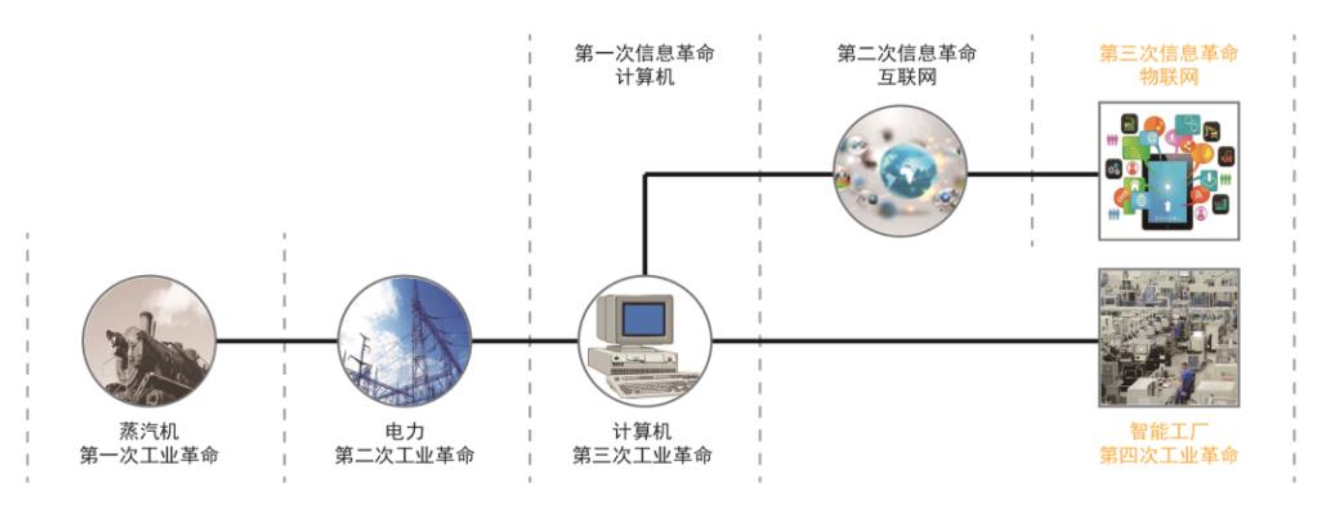 第一次信息革命
计算机
第二次信息革命
互联网
第三次信息革命
物联网
蒸汽机
第一次工业革命
电力
第二次工业革命
计算机
第三次工业革命
智能工厂
第四次工业革命